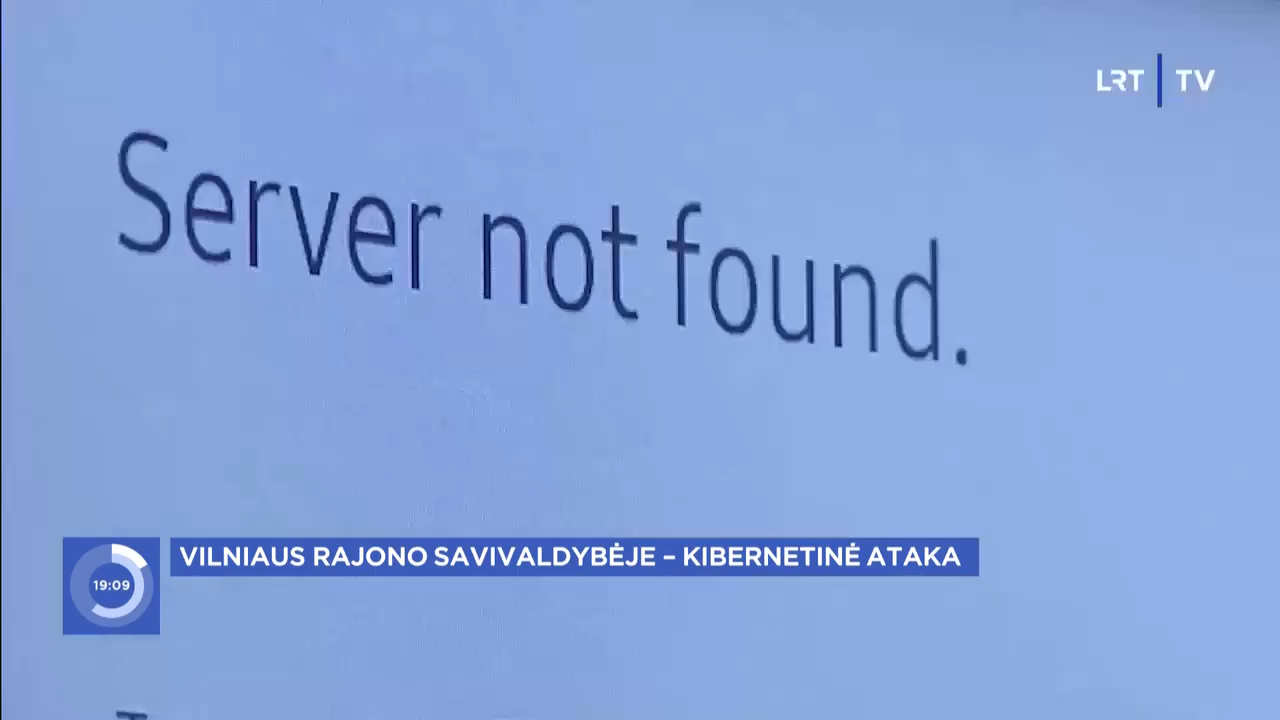 LRT | TV
Server not found.
VILNIAUS RAJONO SAVIVALDYBĖJE – KIBERNETINĖ ATAKA
19:09